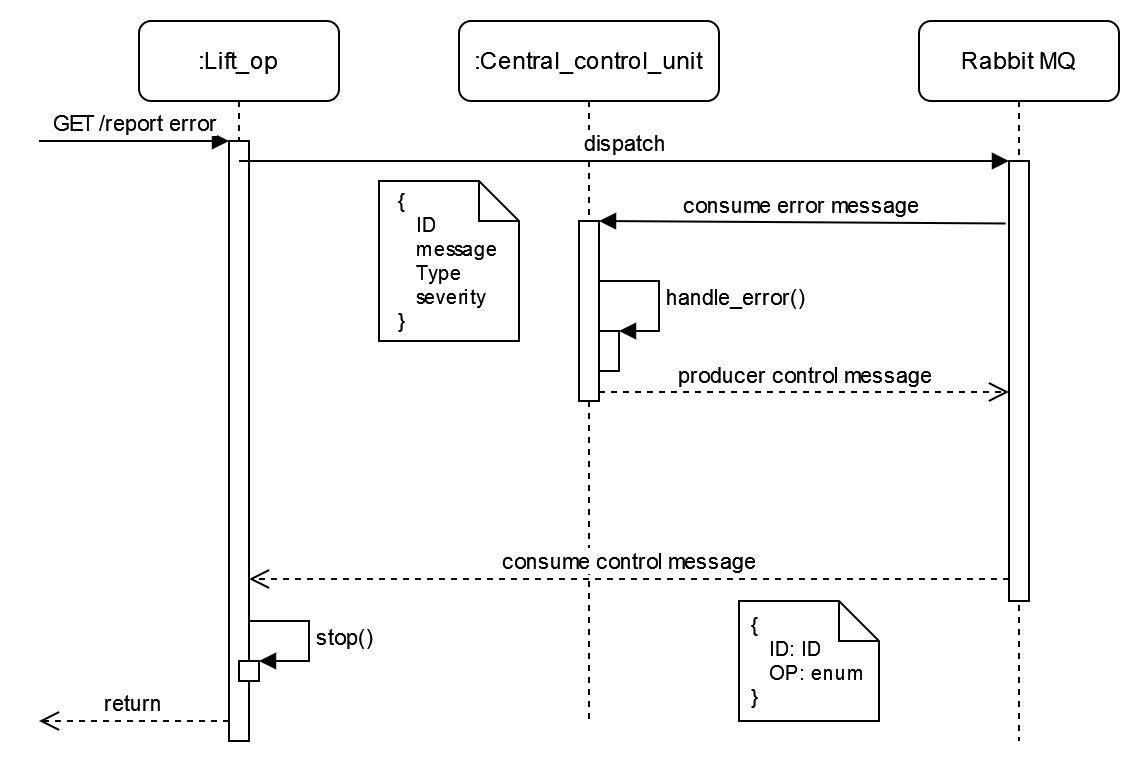 :Lift_op
:Central_control_unit
Rabbit MQ
GET /report error
dispatch
{
ID
message
Type
severity
}
consume error message
handle_error()
producer control message
consume control message
{
ID: ID
OP: enum
}
stop()
return